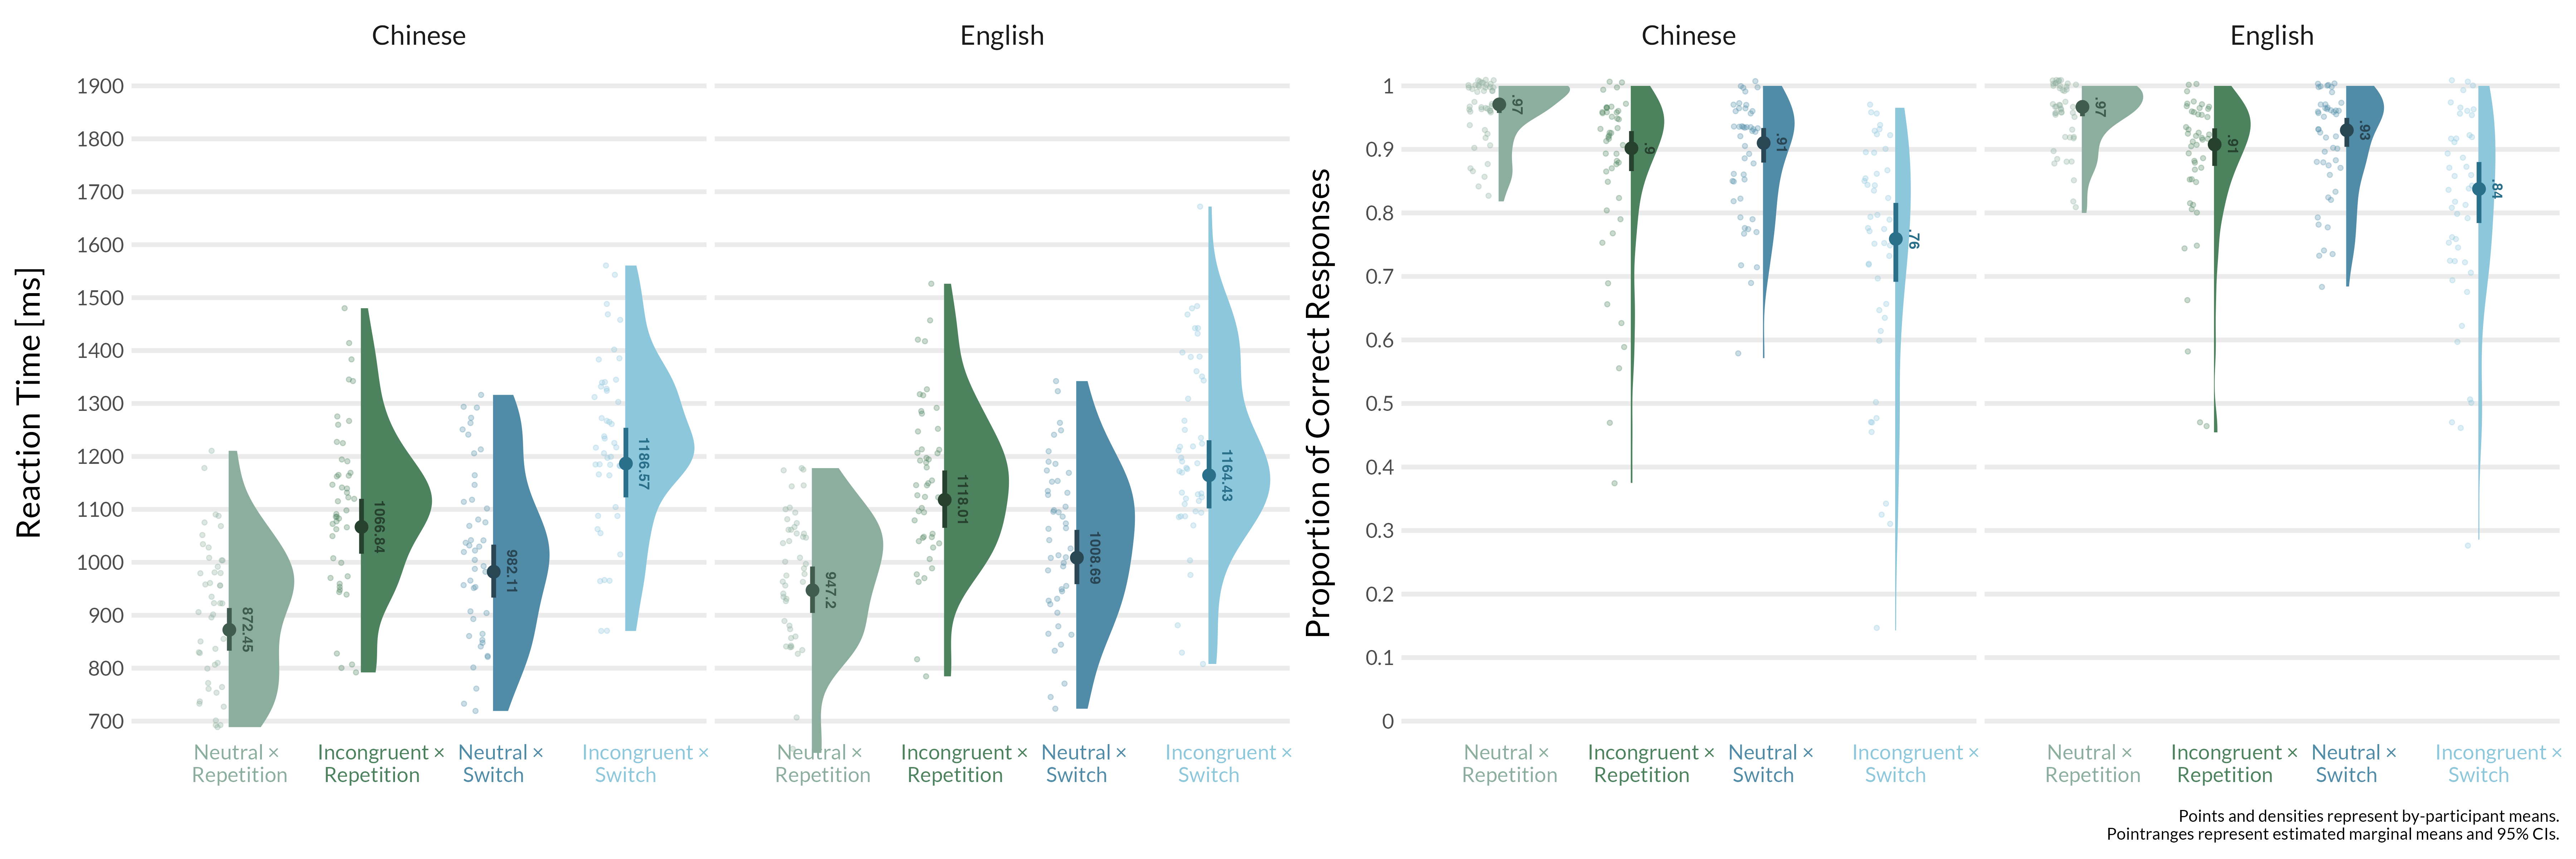 Chinese
English
Reaction Time [ms]
1900
1800
1700
1600
1500
1400
1300
1200
1100
1000
900
800
700
872.45
1066.84
982.11
1186.57
947.2
1118.01
1008.69
1164.43
Neutral ×
Repetition
Incongruent ×
Repetition
Neutral ×
Switch
Incongruent ×
Switch
Neutral ×
Repetition
Incongruent ×
Repetition
Neutral ×
Switch
Incongruent ×
Switch
Chinese
English
Proportion of Correct Responses
1
0.9
0.8
0.7
0.6
0.5
0.4
0.3
0.2
0.1
0
.97
.9
.91
.76
.97
.91
.93
.84
Neutral ×
Repetition
Incongruent ×
Repetition
Neutral ×
Switch
Incongruent ×
Switch
Neutral ×
Repetition
Incongruent ×
Repetition
Neutral ×
Switch
Incongruent ×
Switch
Points and densities represent by-participant means.
Pointranges represent estimated marginal means and 95% CIs.